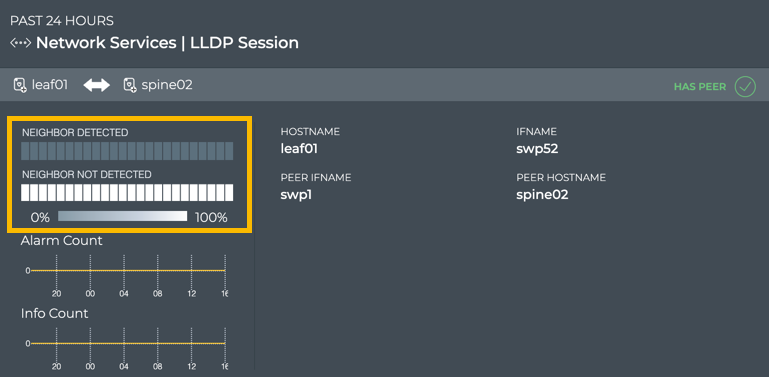 PAST 24 HOURS
Network Services | LLDP Session
leaf01 spine02 HAS PEER
NEIGHBOR DETECTED
NEIGHBOR NOT DETECTED
0% 100%
Alarm Count
0
20 00 04 08 12 16
Info Count
0
20 00 04 08 12 16
HOSTNAME IFNAME
leaf01 swp52
PEER IFNAME PEER HOSTNAME
swp1 spine02